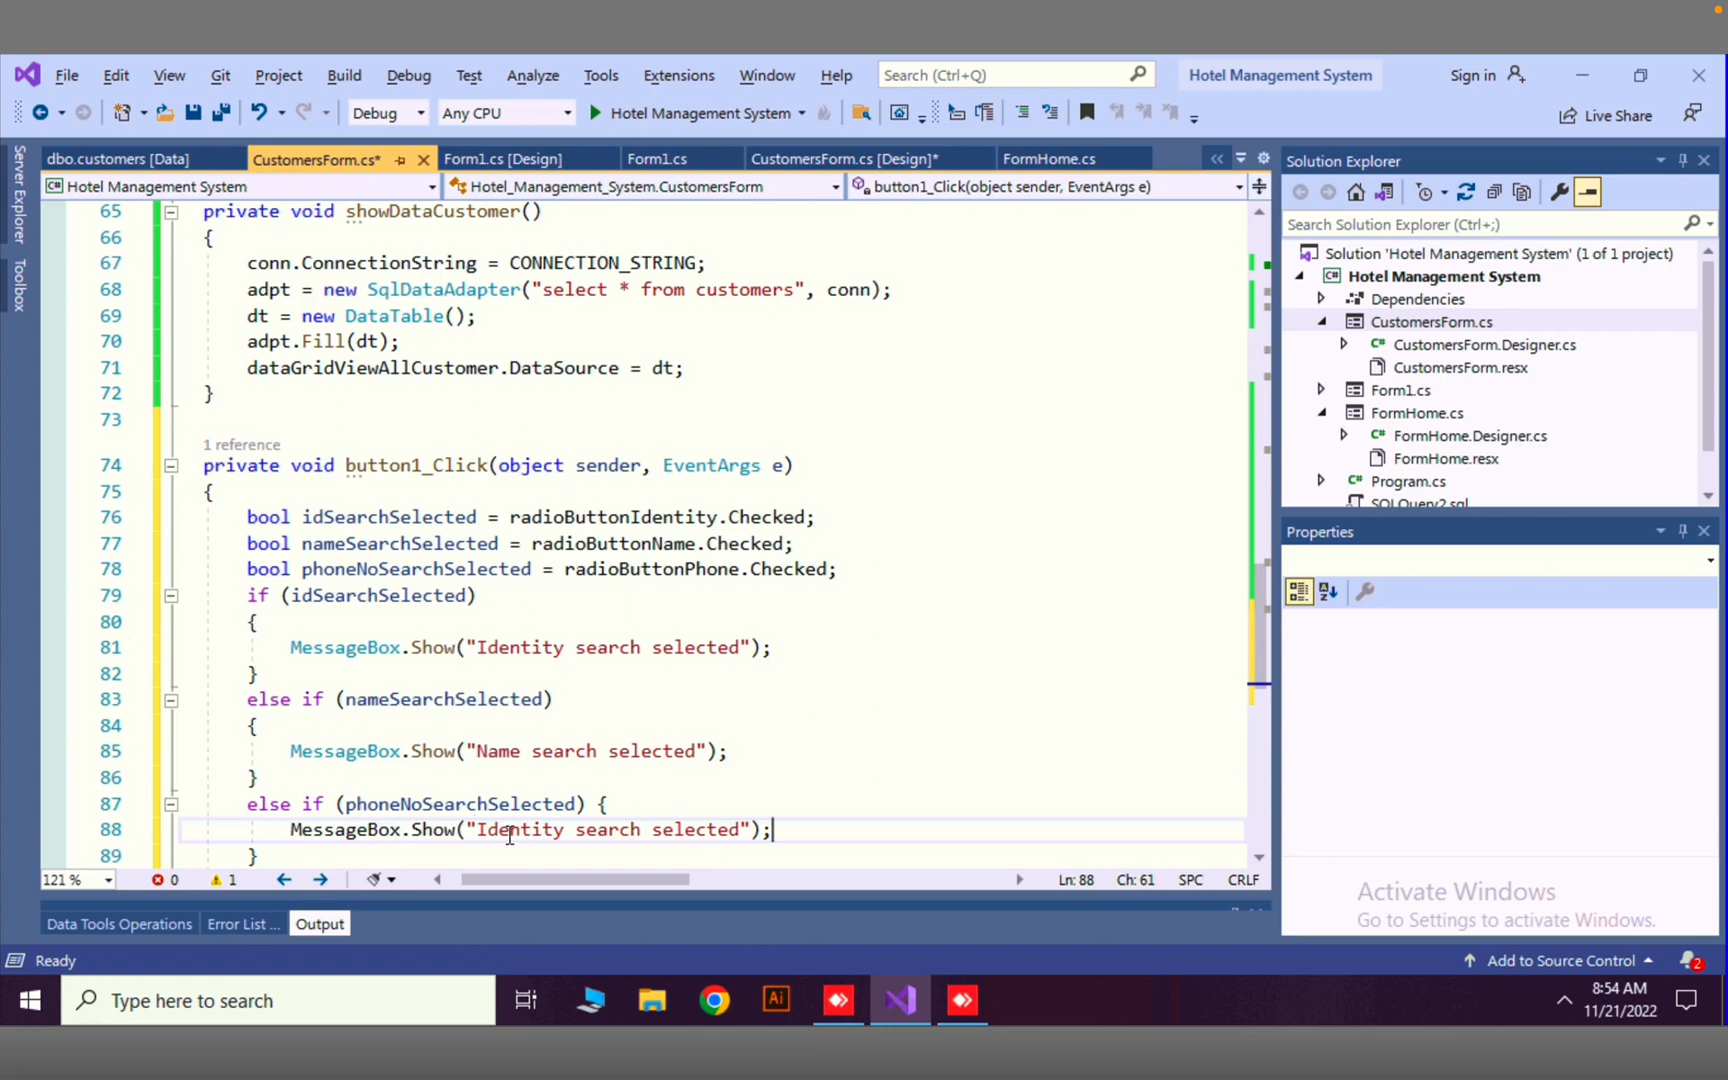 File Edit View Git Project Build Debug Test Analyze Tools Extensions Window Help Search (Ctrl+Q) Hotel Management System Sign in
Debug Any CPU Hotel Management System Live Share
Server Explorer
Toolbox
dbo.customers [Data] CustomersForm.cs* Form1.cs [Design] Form1.cs CustomersForm.cs [Design]* FormHome.cs
Hotel Management System Hotel_Management_System.CustomersForm button1_Click(object sender, EventArgs e)
65 private void showDataCustomer()
66 {
67 conn.ConnectionString = CONNECTION_STRING;
68 adpt = new SqlDataAdapter("select * from customers", conn);
69 dt = new DataTable();
70 adpt.Fill(dt);
71 dataGridViewAllCustomer.DataSource = dt;
72 }
73
1 reference
74 private void button1_Click(object sender, EventArgs e)
75 {
76 bool idSearchSelected = radioButtonIdentity.Checked;
77 bool nameSearchSelected = radioButtonName.Checked;
78 bool phoneNoSearchSelected = radioButtonPhone.Checked;
79 if (idSearchSelected)
80 {
81 MessageBox.Show("Identity search selected");
82 }
83 else if (nameSearchSelected)
84 {
85 MessageBox.Show("Name search selected");
86 }
87 else if (phoneNoSearchSelected) {
88 MessageBox.Show("Identity search selected");
89 }
121 % 0 1 Ln: 88 Ch: 61 SPC CRLF
Data Tools Operations Error List ... Output
Solution Explorer
Search Solution Explorer (Ctrl+;)
Solution 'Hotel Management System' (1 of 1 project)
Hotel Management System
Dependencies
CustomersForm.cs
CustomersForm.Designer.cs
CustomersForm.resx
Form1.cs
FormHome.cs
FormHome.Designer.cs
FormHome.resx
Program.cs
SQLQuery2.sql
Properties
Activate Windows
Go to Settings to activate Windows.
Ready Add to Source Control 2
Type here to search Ai 8:54 AM
11/21/2022